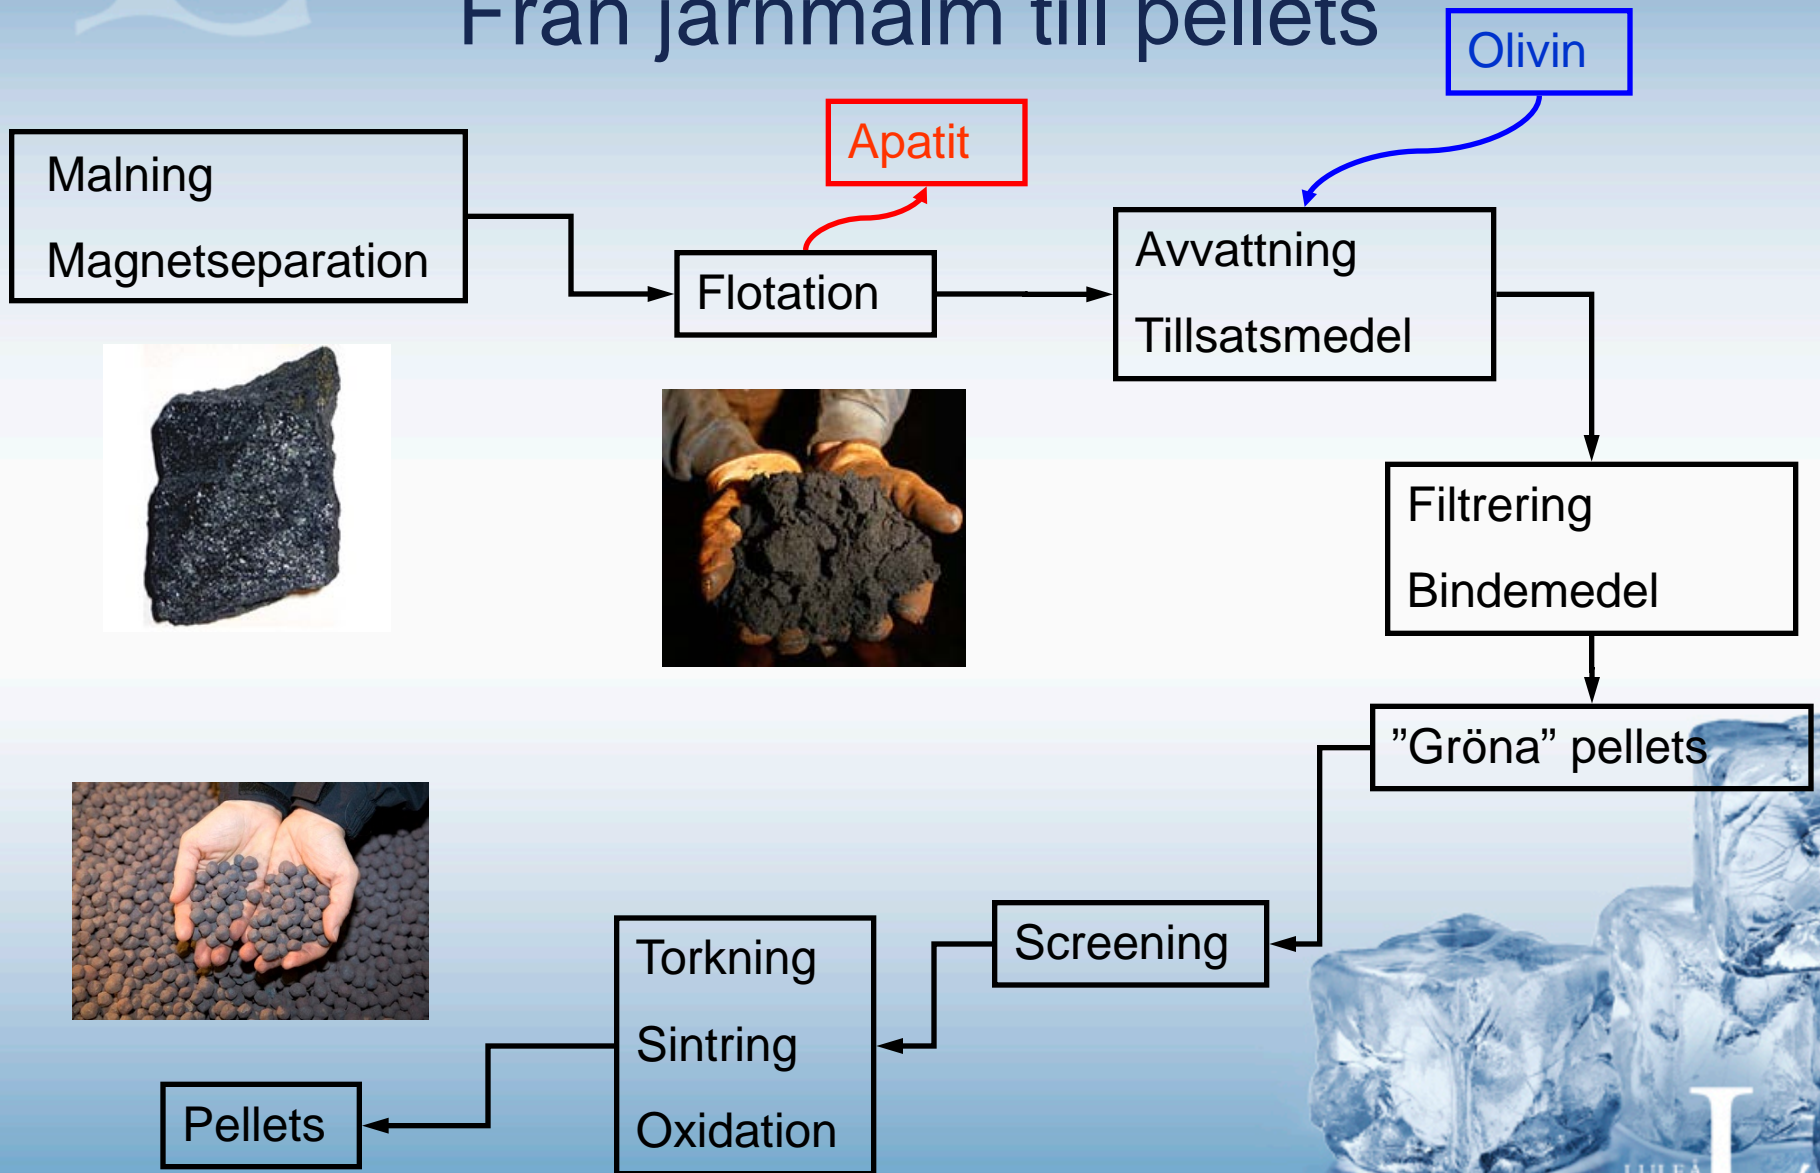 Från järnmalm till pellets
Olivin
Apatit
Malning
Magnetseparation
Flotation
Avvattning
Tillsatsmedel
Filtrering
Bindemedel
”Gröna” pellets
Screening
Torkning
Sintring
Oxidation
Pellets
LULEÅ